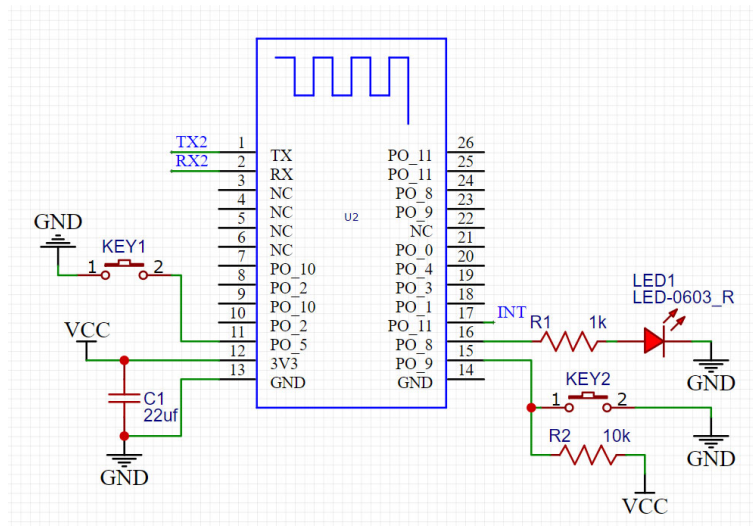 TX2
RX2
1
2
3
4
5
6
7
8
9
10
11
12
13
TX
RX
NC
NC
NC
NC
PO_10
PO_2
PO_10
PO_2
PO_5
3V3
GND
U2
PO_11
PO_11
PO_8
PO_9
NC
PO_0
PO_4
PO_3
PO_1
PO_11
PO_8
PO_9
GND
26
25
24
23
22
21
20
19
18
17
16
15
14
GND
KEY1
1 2
VCC
C1
22uf
GND
INT
R1 1k
LED1
LED-0603_R
GND
KEY2
1 2
GND
R2 10k
VCC